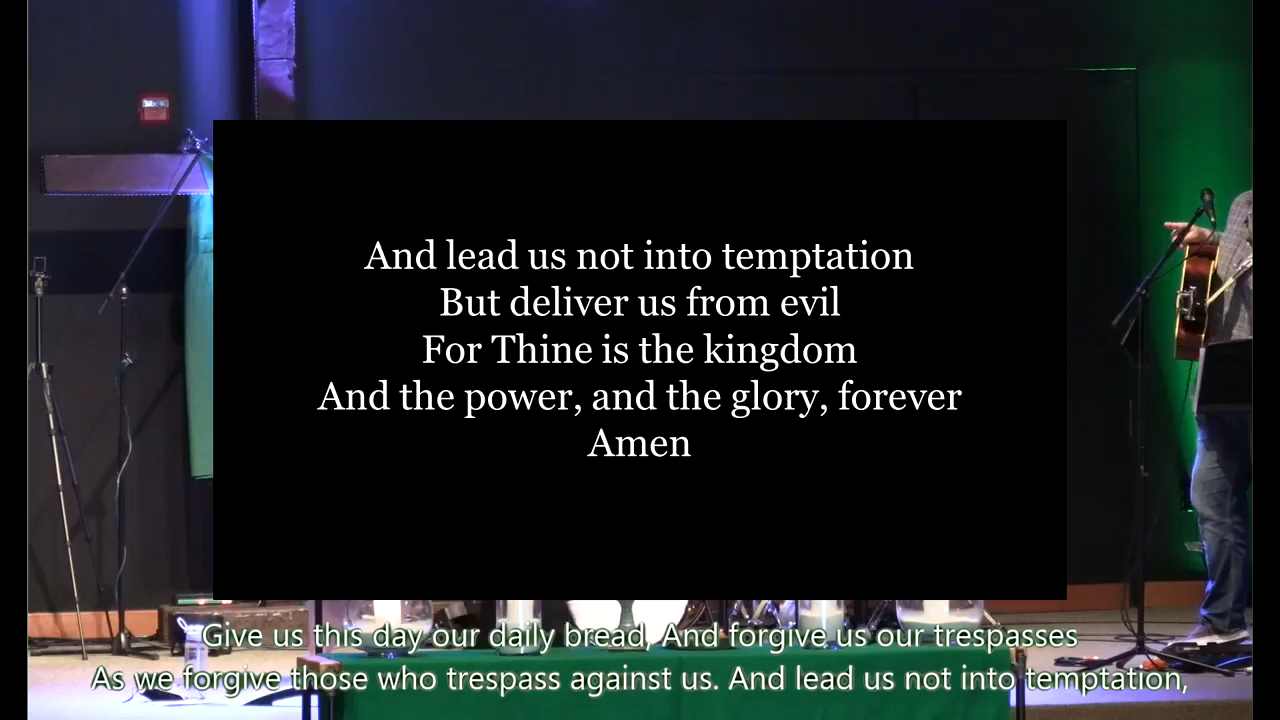 And lead us not into temptation
But deliver us from evil
For Thine is the kingdom
And the power, and the glory, forever
Amen
Give us this day our daily bread, And forgive us our trespasses
As we forgive those who trespass against us. And lead us not into temptation,